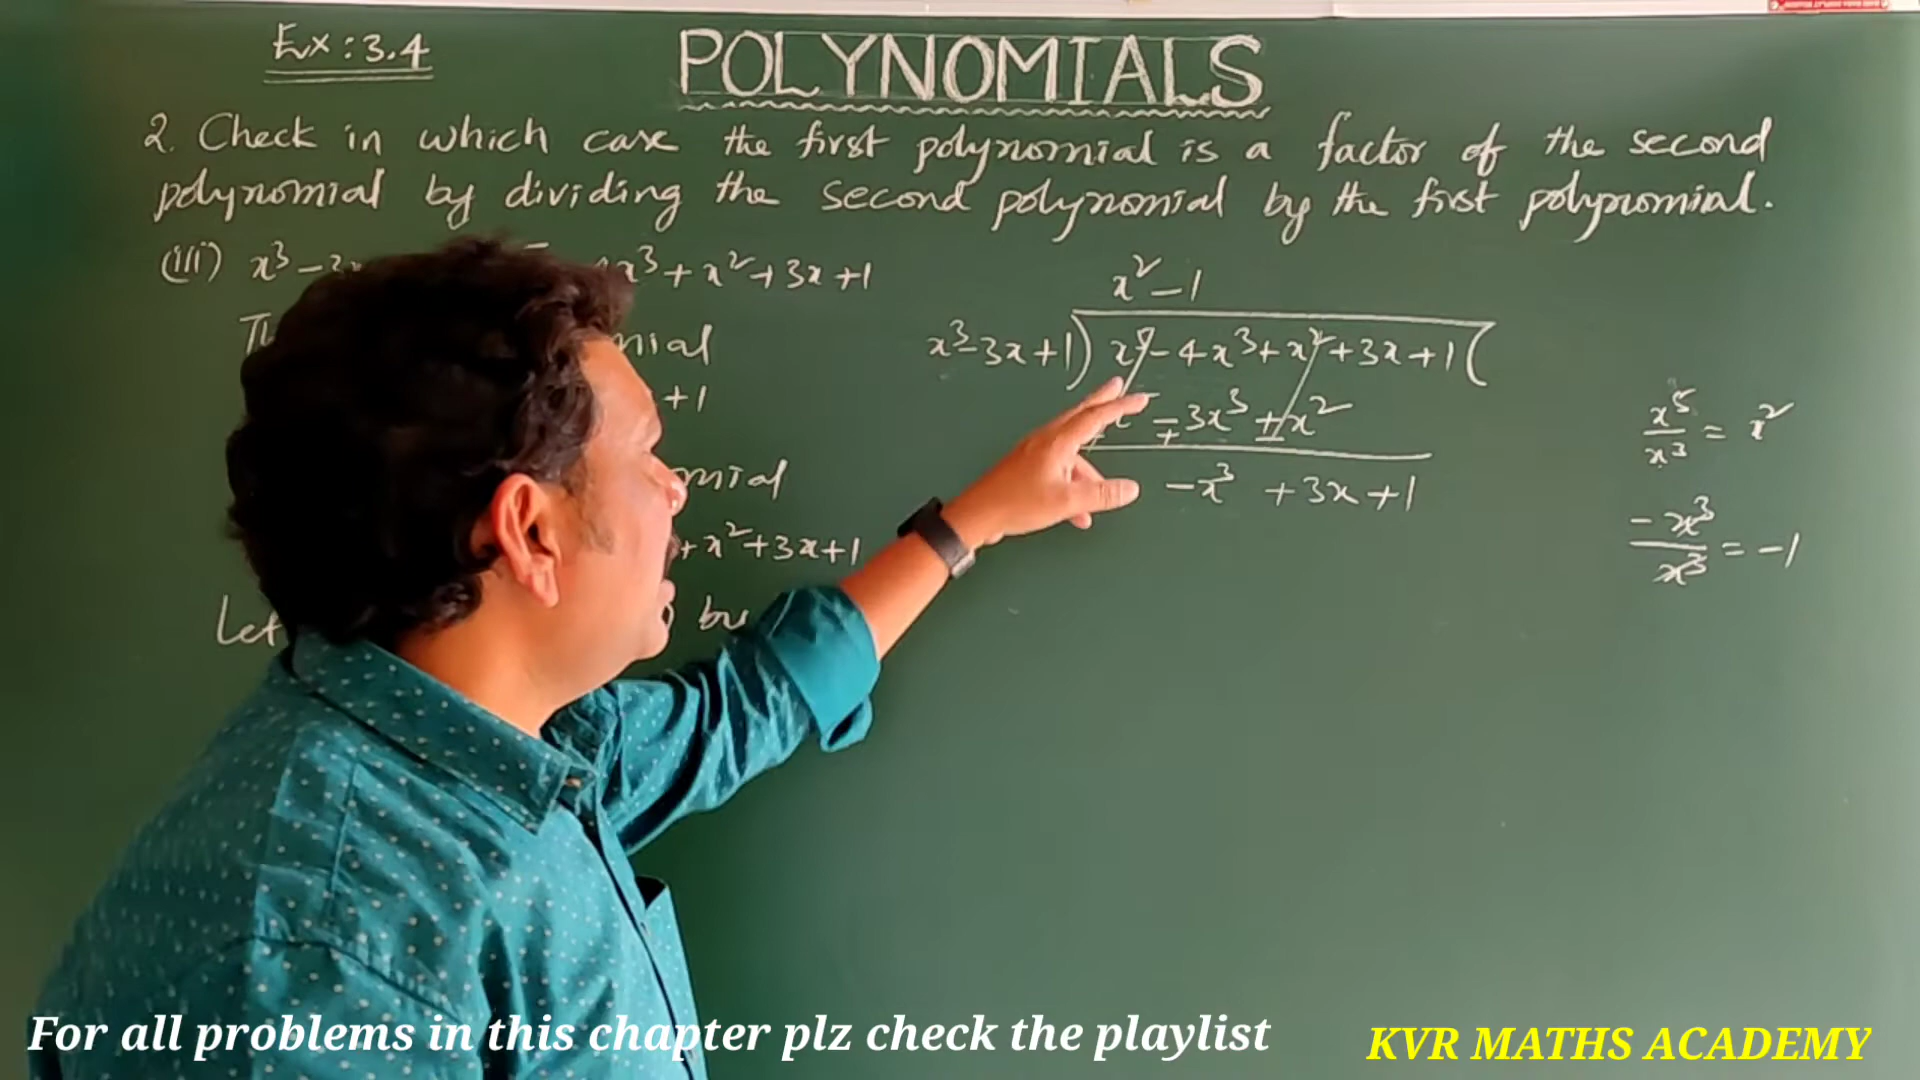 Ex : 3.4
POLYNOMIALS
2. Check in which case the first polynomial is a factor of the second
polynomial by dividing the second polynomial by the first polynomial.
(iii) x³ - 3x x³ + x² + 3x + 1
x² - 1
x³ - 3x + 1 ) x⁵ - 4x³ + x² + 3x + 1 (
+ 1
x⁵ - 3x³ + x²
- + -
- x³ + 3x + 1
x⁵/x³ = x²
-x³/x³ = -1
+ x² + 3x + 1
Let by
For all problems in this chapter plz check the playlist
KVR MATHS ACADEMY